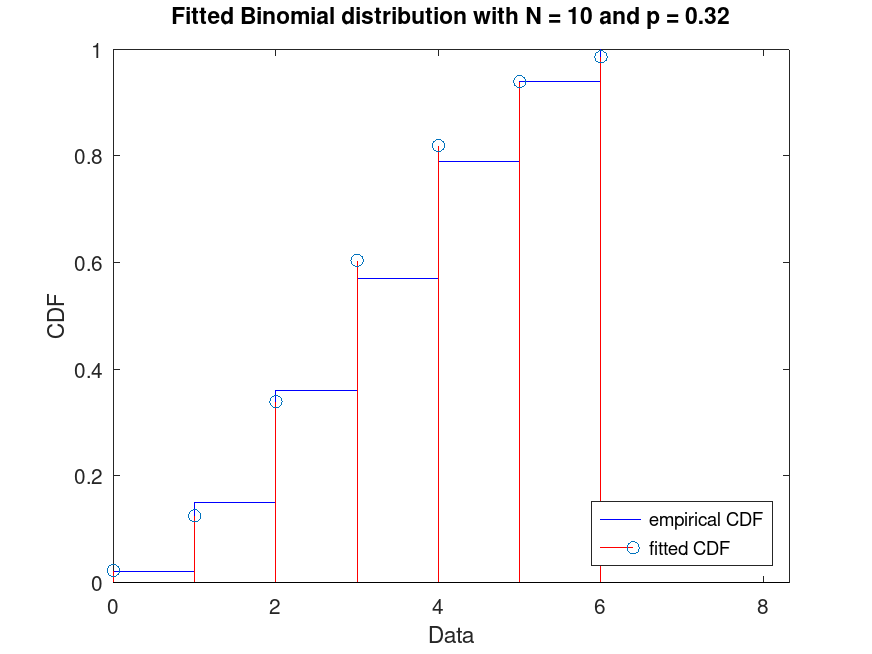 Fitted Binomial distribution with N = 10 and p = 0.32
1
0.8
0.6
0.4
0.2
0
CDF
0 2 4 6 8
Data
empirical CDF
fitted CDF